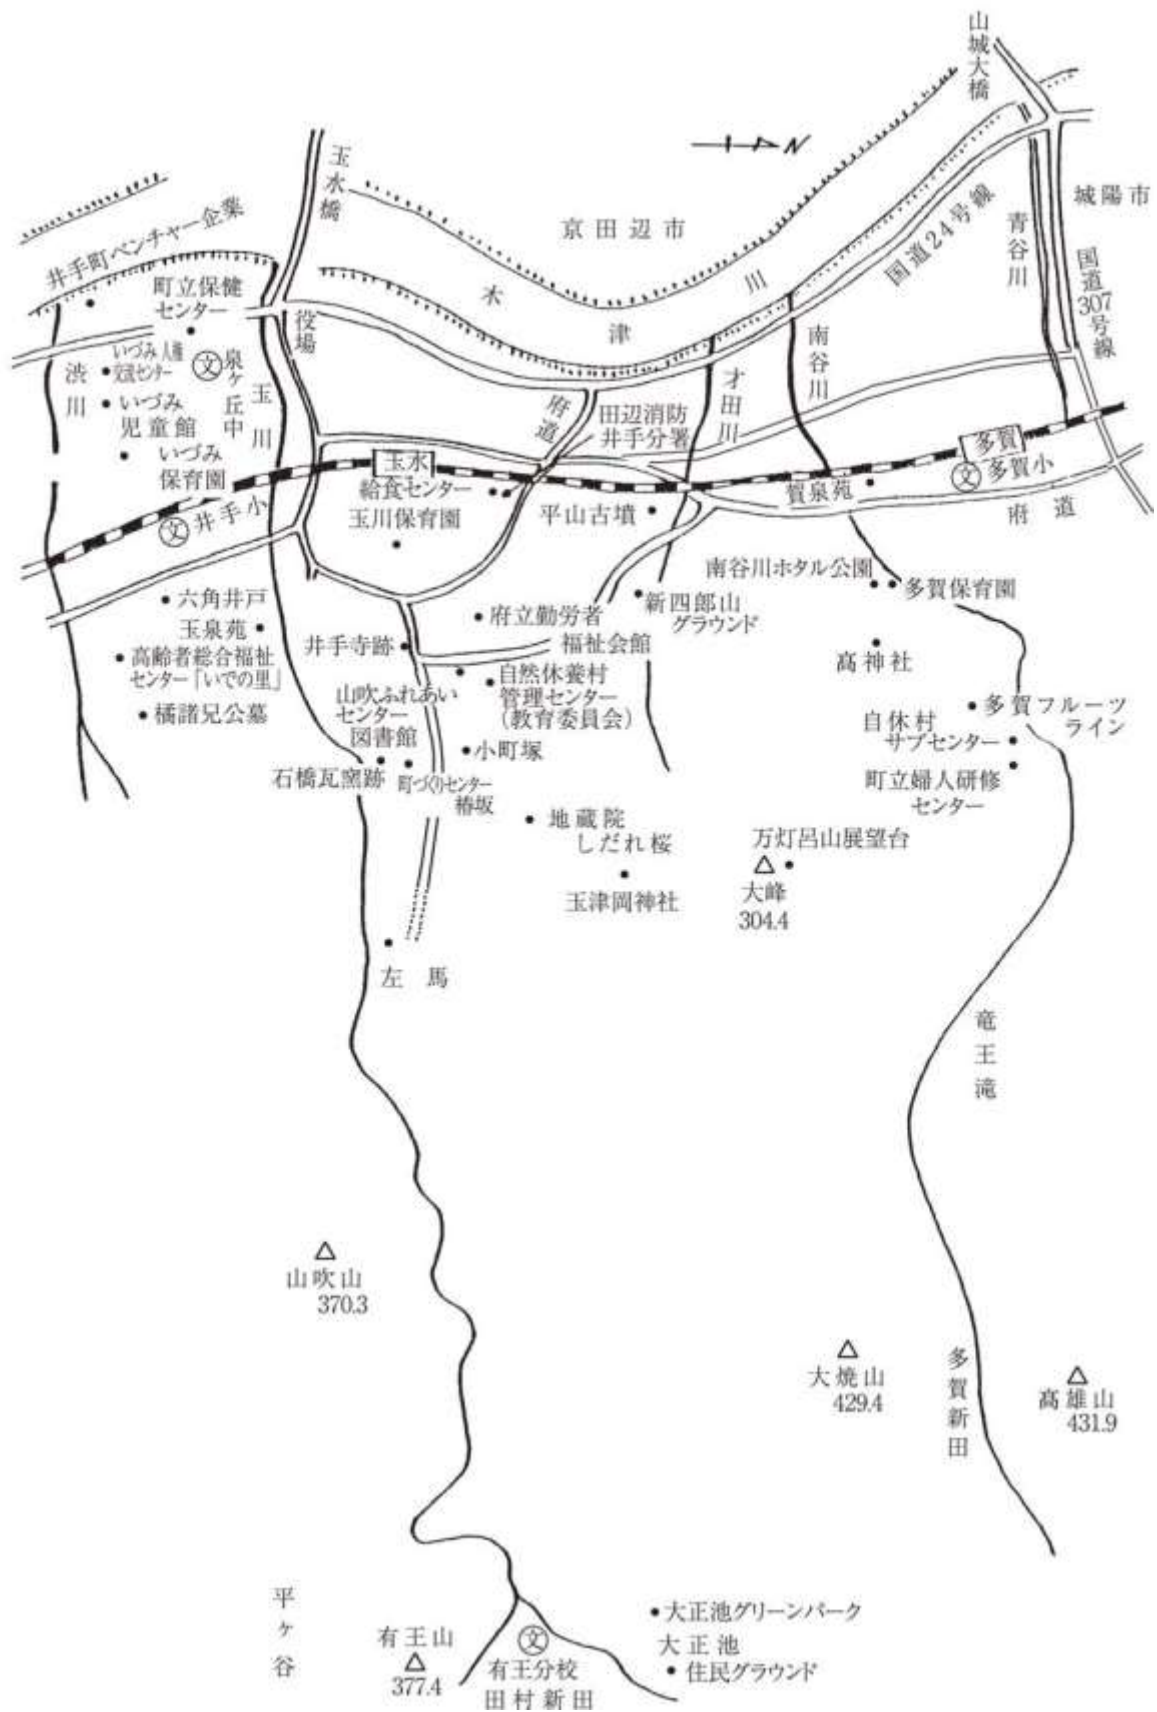 山城大橋
玉水橋
N
城陽市
京田辺市
井手町ベンチャー企業
国道24号線
青谷川
国道307号線
町立保健
センター
役場
木津川
南谷川
いづみ人権
交流センター
文
泉ヶ丘中
渋川
玉川
いづみ
児童館
府道
田辺消防
井手分署
才田川
いづみ
保育園
玉水
多賀
文
多賀小
給食センター
賀泉苑
文
井手小
玉川保育園
平山古墳
府道
南谷川ホタル公園
多賀保育園
六角井戸
府立勤労者
福祉会館
新四郎山
グラウンド
玉泉苑
井手寺跡
高神社
高齢者総合福祉
センター「いでの里」
自然休養村
管理センター
(教育委員会)
山吹ふれあい
センター
図書館
橘諸兄公墓
多賀フルーツ
ライン
自休村
サブセンター
小町塚
石橋瓦窯跡
町づくりセンター
椿坂
町立婦人研修
センター
地蔵院
しだれ桜
万灯呂山展望台
大峰
304.4
玉津岡神社
左馬
竜王滝
山吹山
370.3
大焼山
429.4
多賀新田
高雄山
431.9
平ヶ谷
大正池グリーンパーク
有王山
377.4
文
有王分校
田村新田
大正池
住民グラウンド